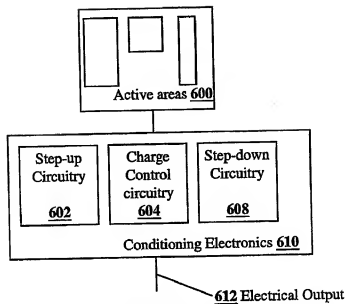 Active areas 600
Step-up
Circuitry
602
Charge
Control
circuitry
604
Step-down
Circuitry
608
Conditioning Electronics 610
612 Electrical Output